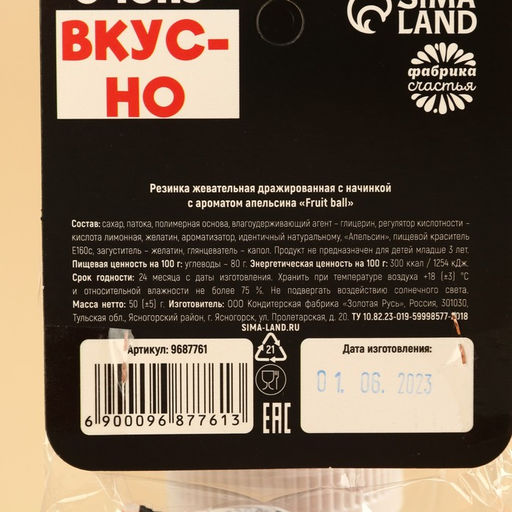 SIMA
LAND
ВКУС-
НО
фабрика
счастья
Резинка жевательная дражированная с начинкой
с ароматом апельсина «Fruit ball»
Состав: сахар, патока, полимерная основа, влагоудерживающий агент – глицерин, регулятор кислотности –
кислота лимонная, желатин, ароматизатор, идентичный натуральному, «Апельсин», пищевой краситель
Е160с, загуститель – желатин, глянцеватель – капол. Продукт не предназначен для детей младше 3 лет.
Пищевая ценность на 100 г: углеводы – 80 г. Энергетическая ценность на 100 г: 300 ккал / 1254 кДж.
Срок годности: 24 месяца с даты изготовления. Хранить при температуре воздуха +18 (±3) °С
и относительной влажности не более 75 %. Не подвергать воздействию солнечного света.
Масса нетто: 50 (±5) г. Изготовитель: ООО Кондитерская фабрика «Золотая Русь», Россия, 301030,
Тульская обл., Ясногорский район, г. Ясногорск, ул. Пролетарская, д. 20. ТУ 10.82.23-019-59998577-2018
SIMA-LAND.RU
Артикул: 9687761
6 900096 877613
21
EAC
Дата изготовления:
01. 06. 2023